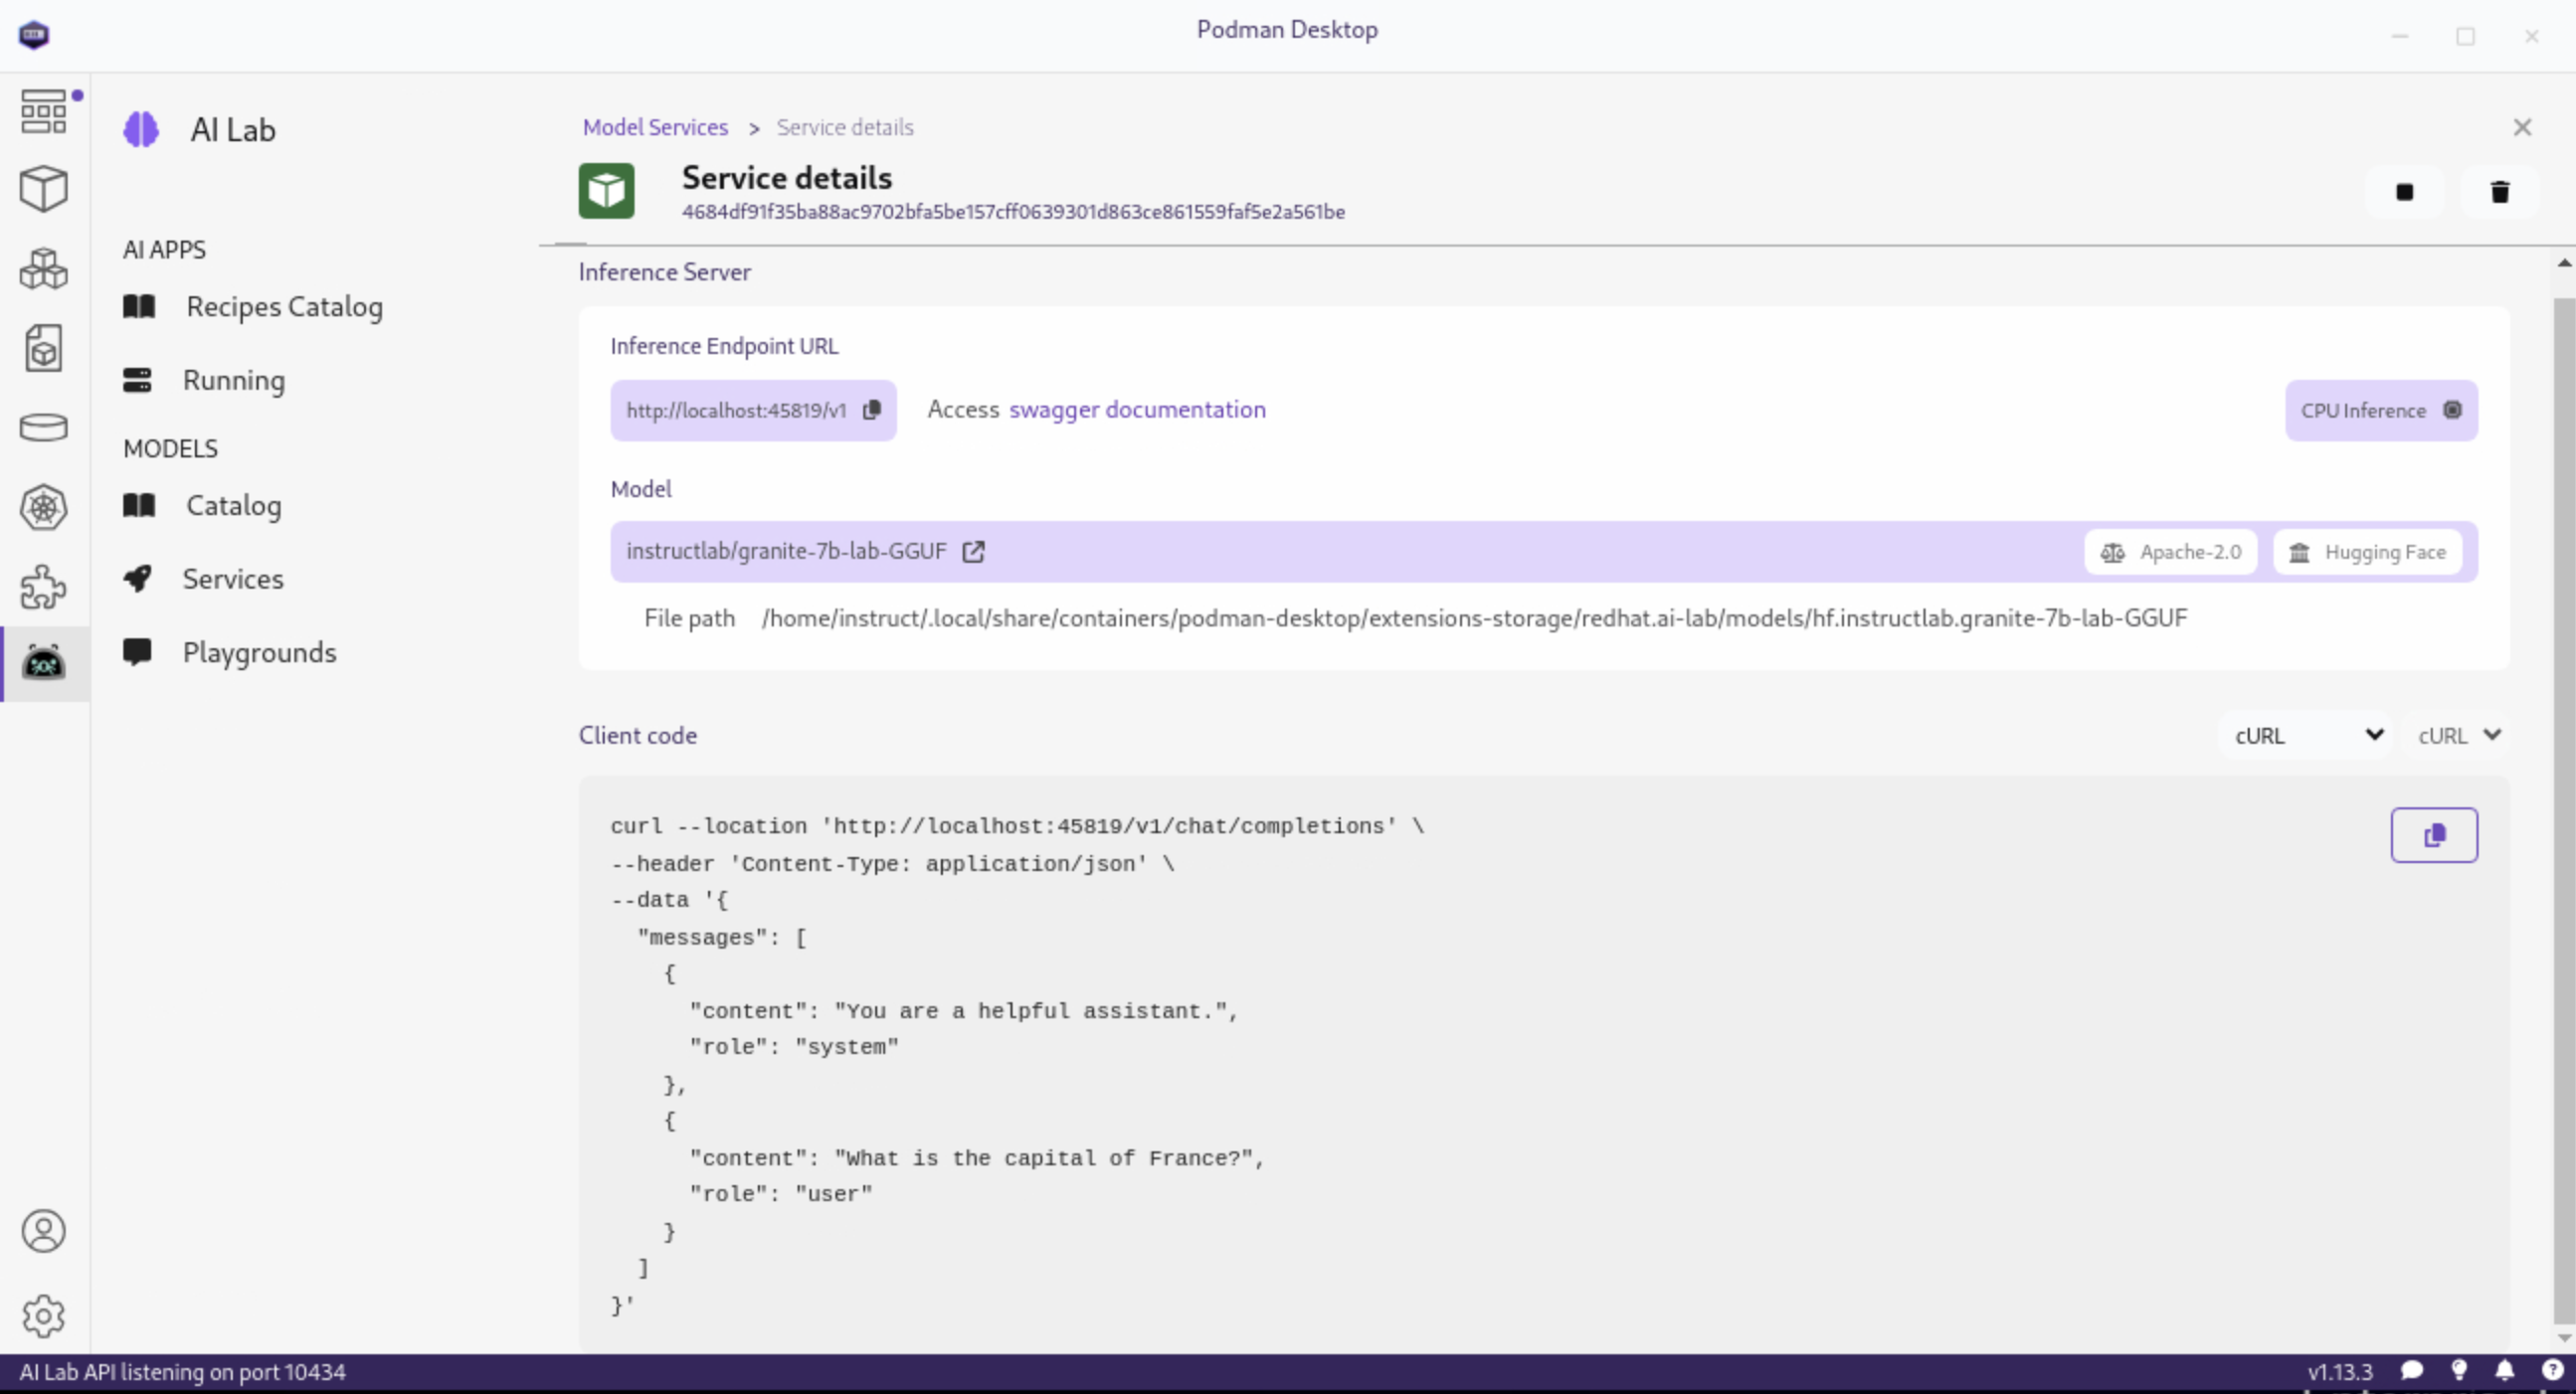 Podman Desktop
AI Lab
AI APPS
Recipes Catalog
Running
MODELS
Catalog
Services
Playgrounds
Model Services > Service details
Service details
4684df91f35ba88ac9702bfa5be157cff0639301d863ce861559faf5e2a561be
Inference Server
Inference Endpoint URL
http://localhost:45819/v1 Access swagger documentation CPU Inference
Model
instructlab/granite-7b-lab-GGUF Apache-2.0 Hugging Face
File path /home/instruct/.local/share/containers/podman-desktop/extensions-storage/redhat.ai-lab/models/hf.instructlab.granite-7b-lab-GGUF
Client code cURL cURL
curl --location 'http://localhost:45819/v1/chat/completions' \
--header 'Content-Type: application/json' \
--data '{
  "messages": [
    {
      "content": "You are a helpful assistant.",
      "role": "system"
    },
    {
      "content": "What is the capital of France?",
      "role": "user"
    }
  ]
}'
AI Lab API listening on port 10434 v1.13.3